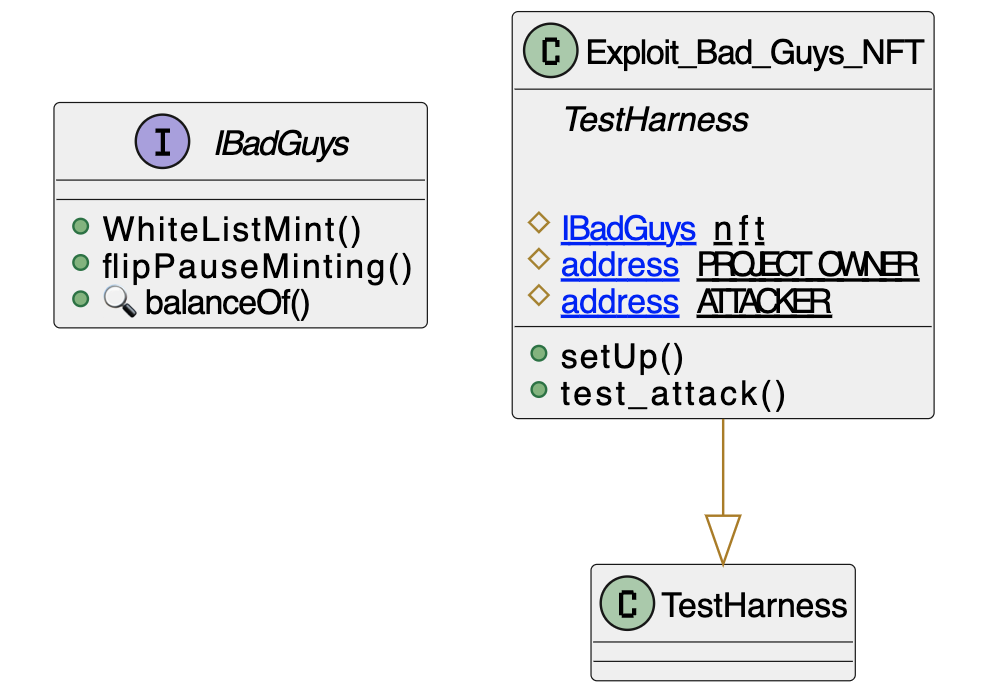 I IBadGuys
WhiteListMint()
flipPauseMinting()
🔍 balanceOf()
C Exploit_Bad_Guys_NFT
TestHarness
IBadGuys nft
address PROJECT_OWNER
address ATTACKER
setUp()
test_attack()
C TestHarness